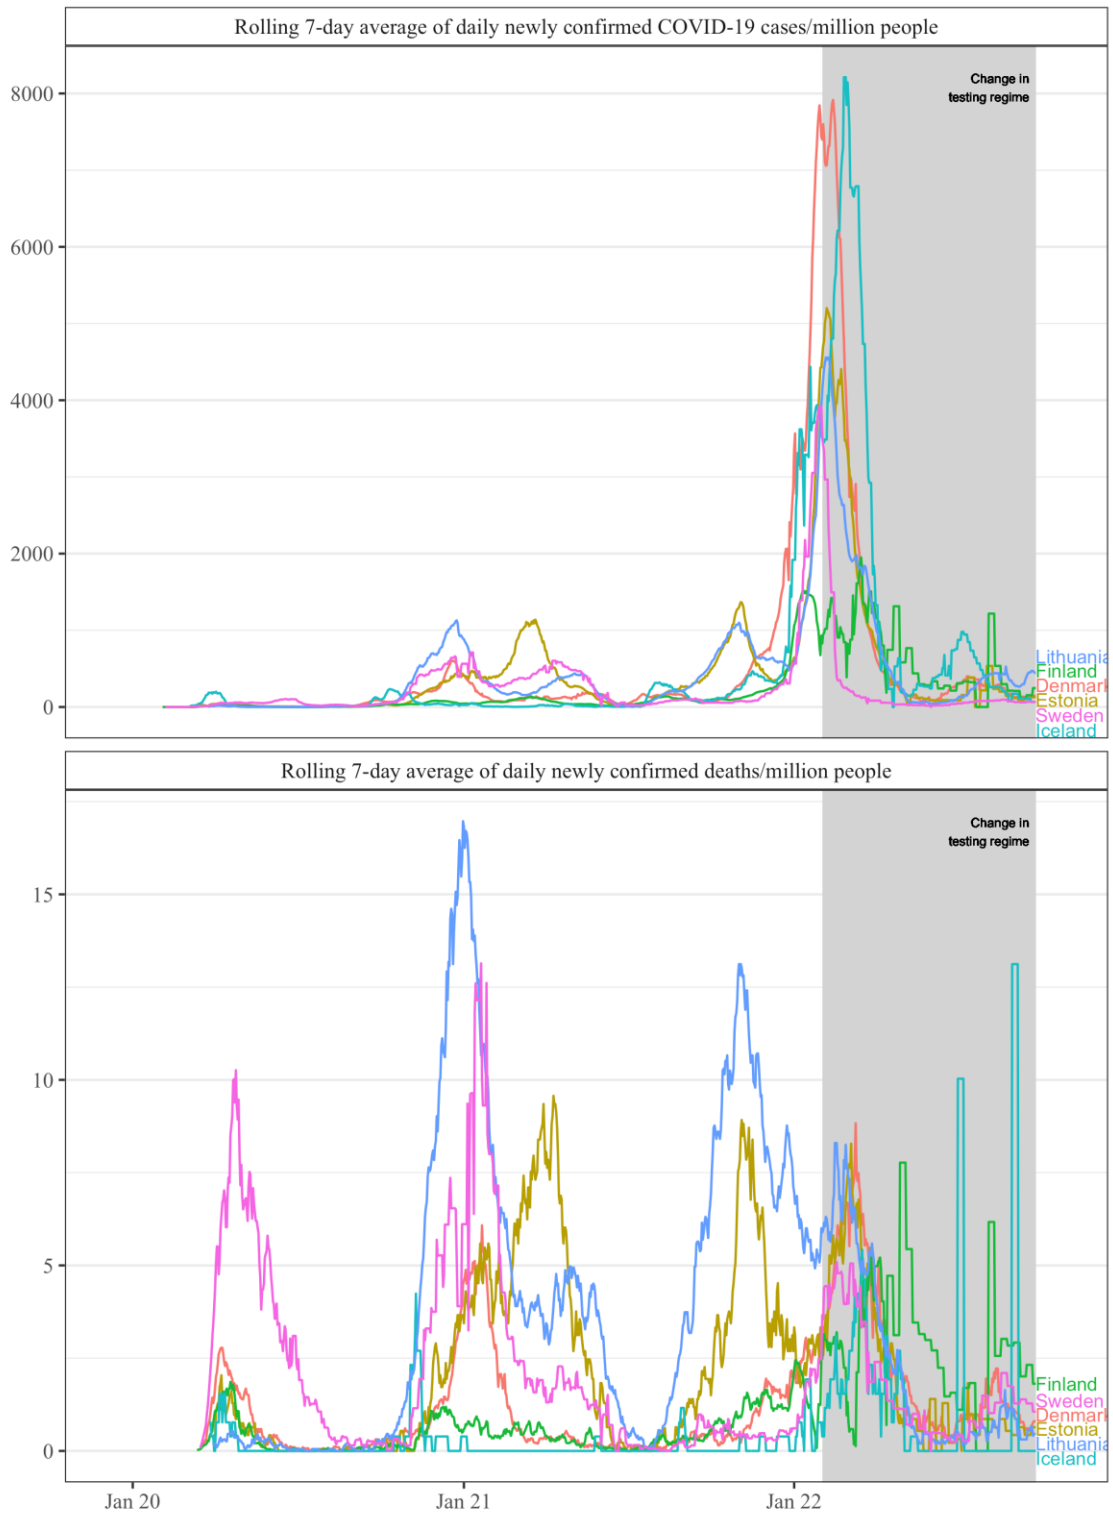 Rolling 7-day average of daily newly confirmed COVID-19 cases/million people
Change in
testing regime
8000
6000
4000
2000
0
Lithuania
Finland
Denmark
Estonia
Sweden
Iceland
Rolling 7-day average of daily newly confirmed deaths/million people
Change in
testing regime
15
10
5
0
Finland
Sweden
Denmark
Estonia
Lithuania
Iceland
Jan 20
Jan 21
Jan 22